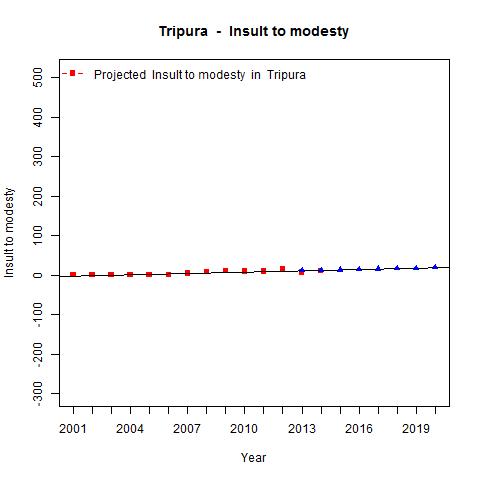 Tripura - Insult to modesty
Projected Insult to modesty in Tripura
500
400
300
200
100
0
-100
-200
-300
Insult to modesty
2001 2004 2007 2010 2013 2016 2019
Year